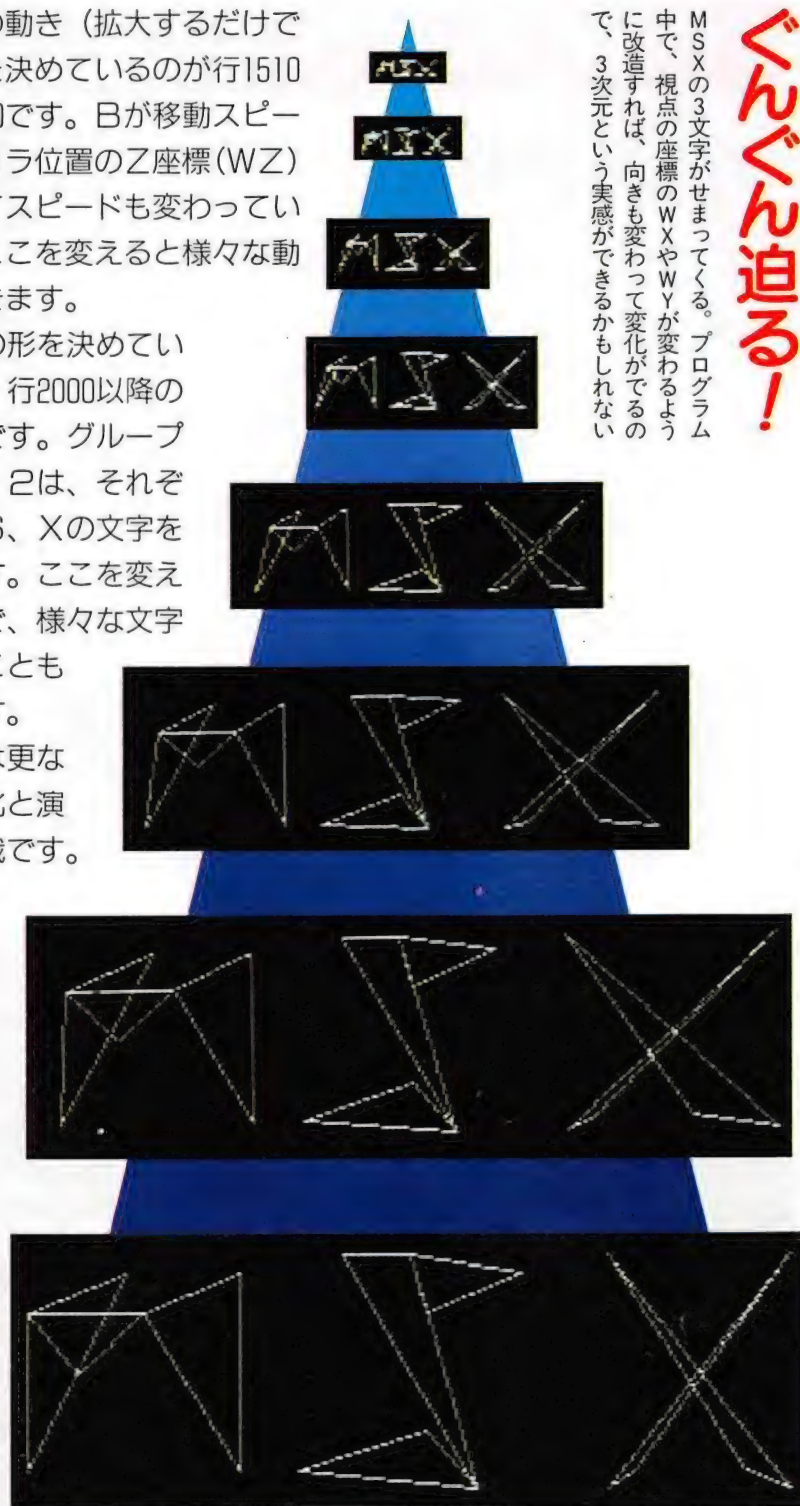 ぐんぐん迫る!
MSXの3文字がせまってくる。プログラム
中で、視点の座標のWXやWYが変わるよう
に改造すれば、向きも変わって変化がでるの
で、3次元という実感ができるかもしれない
の動き(拡大するだけで
決めているのが行1510
です。Bが移動スピー
ラ位置のZ座標(WZ)
スピードも変わってい
こを変えると様々な動
きます。
の形を決めてい
行2000以降の
です。グループ
2は、それぞ
S、Xの文字を
す。ここを変え
で、様々な文字
ことも
す。
更な
と演
です。
MSX
MSX
MSX
MSX
MSX
MSX
MSX
MSX